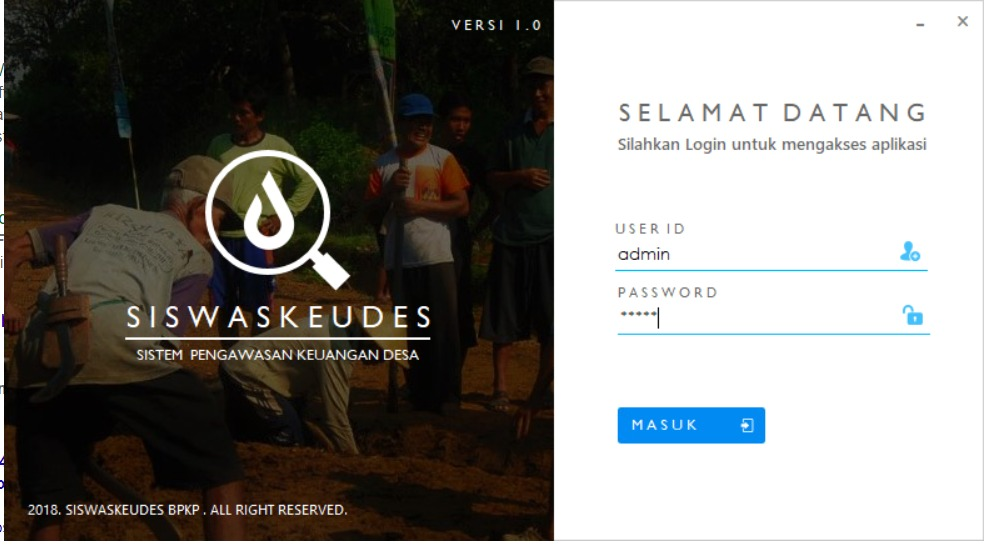 VERSI 1.0
SISWASKEUDES
SISTEM PENGAWASAN KEUANGAN DESA
2018. SISWASKEUDES BPKP . ALL RIGHT RESERVED.
SELAMAT DATANG
Silahkan Login untuk mengakses aplikasi
USER ID
admin
PASSWORD
*****
MASUK